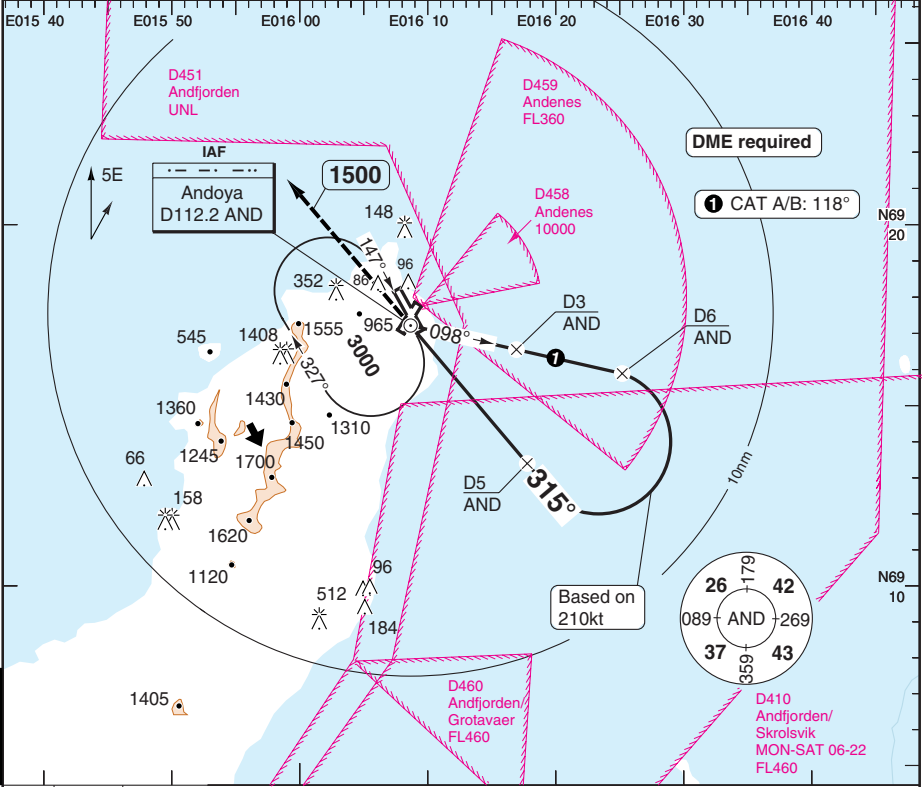 E015 40
E015 50
E016 00
E016 10
E016 20
E016 30
E016 40
D451
Andfjorden
UNL
D459
Andenes
FL360
DME required
IAF
Andoya
D112.2 AND
5E
1500
148
D458
Andenes
10000
1 CAT A/B: 118°
N69
20
147°
96
86
352
965
098°
D3
AND
D6
AND
1
545
1408
1555
3000
327°
1430
1360
1310
1450
1245
1700
66
158
D5
AND
315°
10nm
1620
1120
96
512
184
Based on
210kt
N69
10
179
26
42
089
AND
269
37
43
359
1405
D460
Andfjorden/
Grotavaer
FL460
D410
Andfjorden/
Skrolsvik
MON-SAT 06-22
FL460